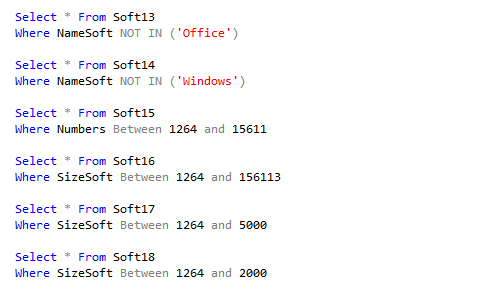 Select * From Soft13
Where NameSoft NOT IN ('Office')
Select * From Soft14
Where NameSoft NOT IN ('Windows')
Select * From Soft15
Where Numbers Between 1264 and 15611
Select * From Soft16
Where SizeSoft Between 1264 and 156113
Select * From Soft17
Where SizeSoft Between 1264 and 5000
Select * From Soft18
Where SizeSoft Between 1264 and 2000